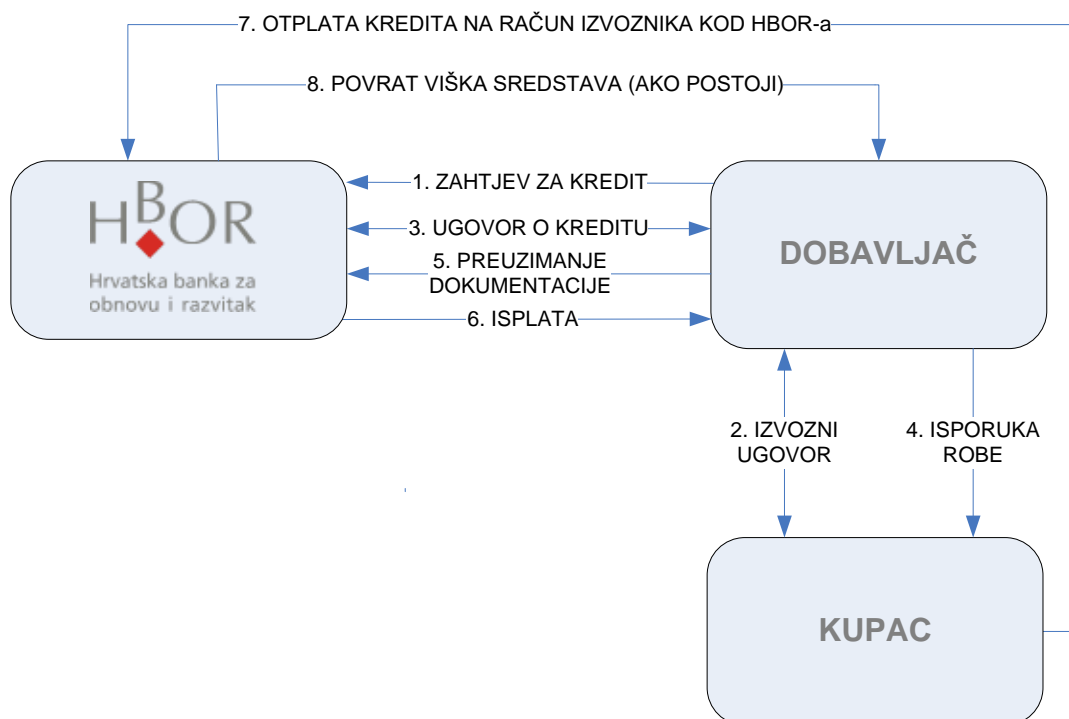 7. OTPLATA KREDITA NA RAČUN IZVOZNIKA KOD HBOR-a
8. POVRAT VIŠKA SREDSTAVA (AKO POSTOJI)
HBOR
Hrvatska banka za
obnovu i razvitak
1. ZAHTJEV ZA KREDIT
3. UGOVOR O KREDITU
5. PREUZIMANJE
DOKUMENTACIJE
6. ISPLATA
DOBAVLJAČ
2. IZVOZNI
UGOVOR
4. ISPORUKA
ROBE
KUPAC